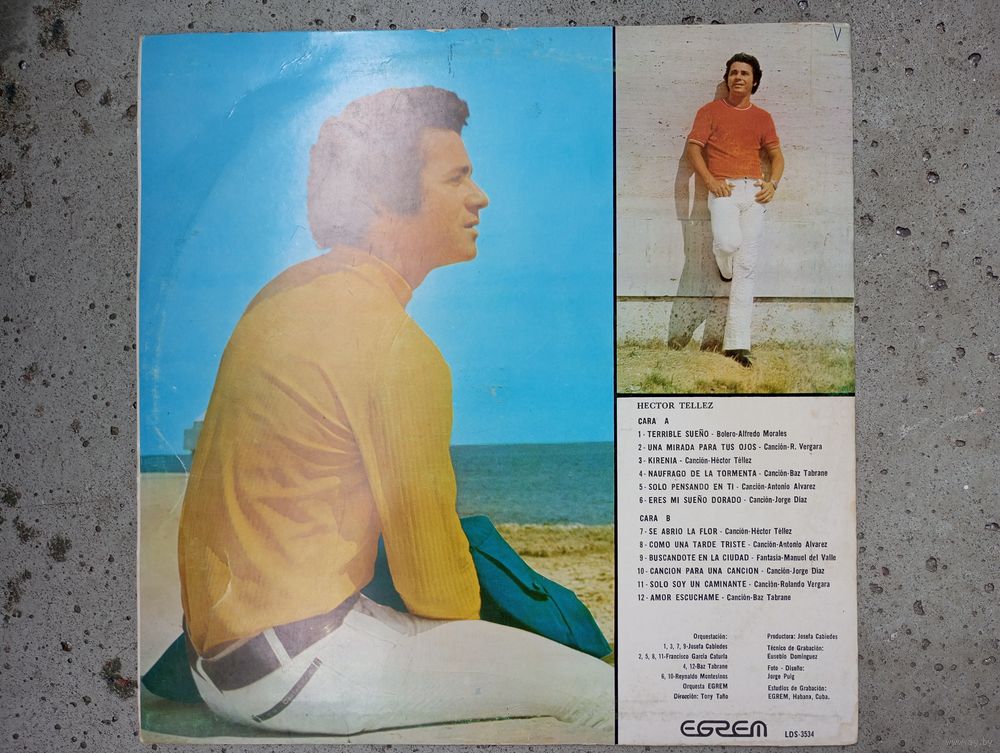 V
HECTOR TELLEZ
CARA A
1 - TERRIBLE SUEÑO - Bolero-Alfredo Morales
2 - UNA MIRADA PARA TUS OJOS - Canción-R. Vergara
3 - KIRENIA - Canción-Héctor Téllez
4 - NAUFRAGO DE LA TORMENTA - Canción-Baz Tabrane
5 - SOLO PENSANDO EN TI - Canción-Antonio Alvarez
6 - ERES MI SUEÑO DORADO - Canción-Jorge Díaz
CARA B
7 - SE ABRIO LA FLOR - Canción-Héctor Téllez
8 - COMO UNA TARDE TRISTE - Canción-Antonio Alvarez
9 - BUSCANDOTE EN LA CIUDAD - Fantasía-Manuel del Valle
10 - CANCION PARA UNA CANCION - Canción-Jorge Díaz
11 - SOLO SOY UN CAMINANTE - Canción-Rolando Vergara
12 - AMOR ESCUCHAME - Canción-Baz Tabrane
Orquestación:
1, 3, 7, 9-Josefa Cabiedes
2, 5, 8, 11-Francisco García Caturla
4, 12-Baz Tabrane
6, 10-Reynaldo Montesinos
Orquesta EGREM
Dirección: Tony Taño
Productora: Josefa Cabiedes
Técnico de Grabación:
Eusebio Domínguez
Foto - Diseño:
Jorge Puig
Estudios de Grabación:
EGREM, Habana, Cuba.
EGREM
LDS-3534